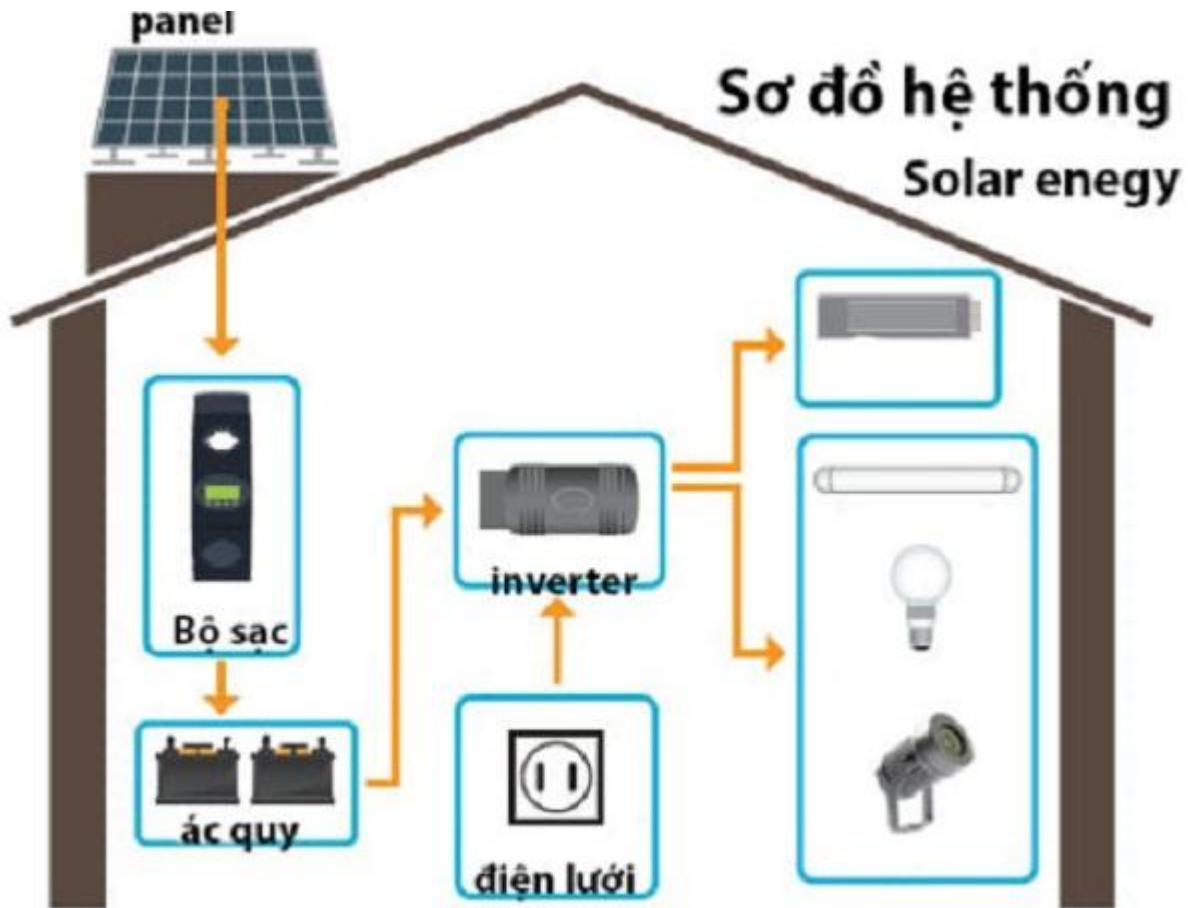 panel
Sơ đồ hệ thống
Solar enegy
Bộ sạc
inverter
ác quy
điện lưới